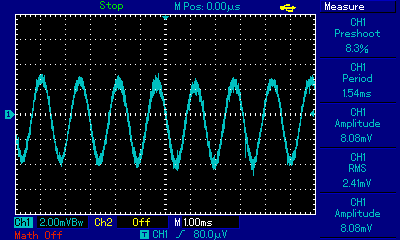 Stop M Pos: 0.00µs Measure
CH1
Preshoot
8.3%
CH1
Period
1.54ms
CH1
Amplitude
8.08mV
CH1
RMS
2.41mV
CH1
Amplitude
8.08mV
1
Ch1 2.00mVBw Ch2 Off M 1.00ms
Math Off T CH1 80.0µV